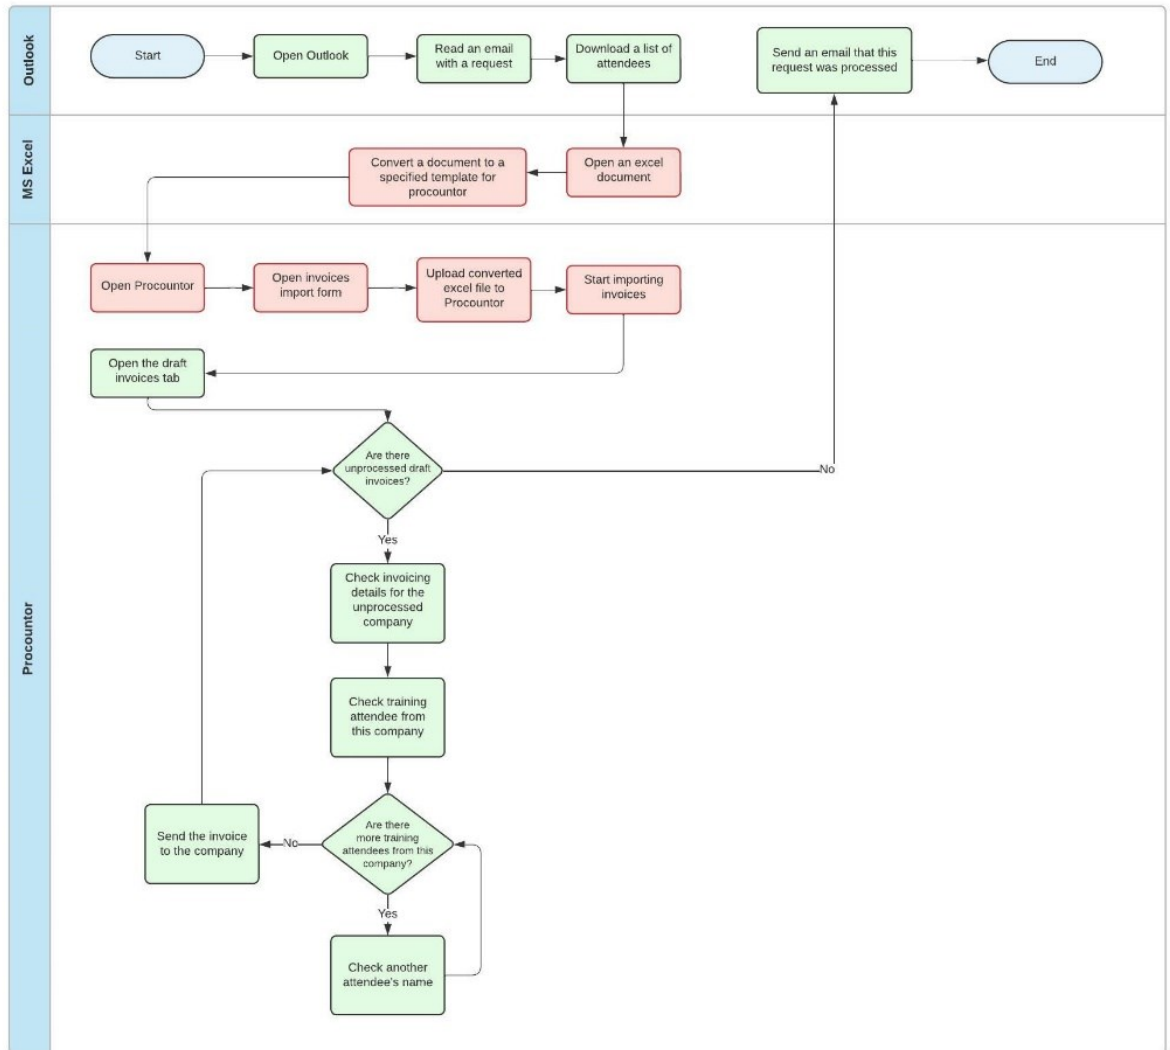 Outlook
Start
Open Outlook
Read an email
with a request
Download a list of
attendees
Send an email that this
request was processed
End
MS Excel
Convert a document to a
specified template for
procountor
Open an excel
document
Procountor
Open Procountor
Open invoices
import form
Upload converted
excel file to
Procountor
Start importing
invoices
Open the draft
invoices tab
Are there
unprocessed draft
invoices?
No
Yes
Check invoicing
details for the
unprocessed
company
Check training
attendee from
this company
Are there
more training
attendees from this
company?
No
Send the invoice
to the company
Yes
Check another
attendee's name